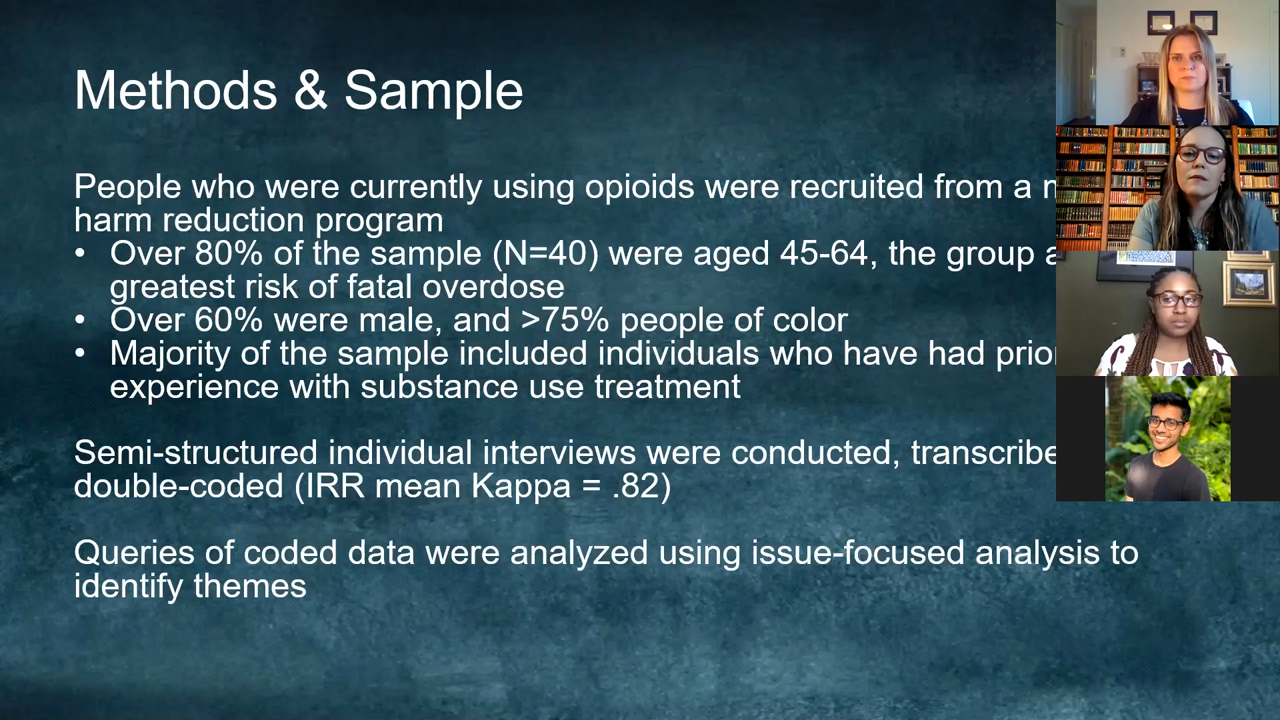 Methods & Sample
People who were currently using opioids were recruited from a
harm reduction program
• Over 80% of the sample (N=40) were aged 45-64, the group
greatest risk of fatal overdose
• Over 60% were male, and >75% people of color
• Majority of the sample included individuals who have had prior
experience with substance use treatment
Semi-structured individual interviews were conducted,
double-coded (IRR mean Kappa = .82)
Queries of coded data were analyzed using issue-focused analysis to
identify themes